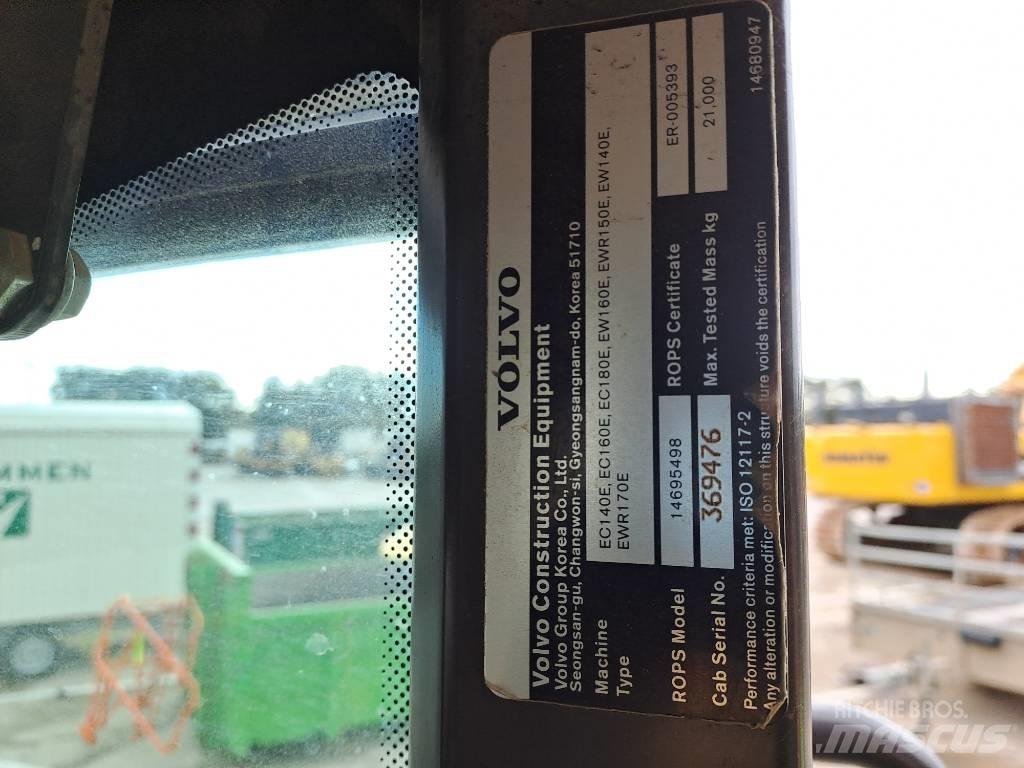 VOLVO
Volvo Construction Equipment
Volvo Group Korea Co., Ltd.
Seongsan-gu, Changwon-si, Gyeongsangnam-do, Korea 51710
Machine Type
EC140E, EC160E, EC180E, EW160E, EWR150E, EW140E,
EWR170E
ROPS Model 14695498 ROPS Certificate ER-005393
Cab Serial No. 369476 Max. Tested Mass kg 21,000
Performance criteria met: ISO 12117-2
Any alteration or modification on this structure voids the certification
14680947
MMEN
KOMATSU
RITCHIE BROS.
MASCUS